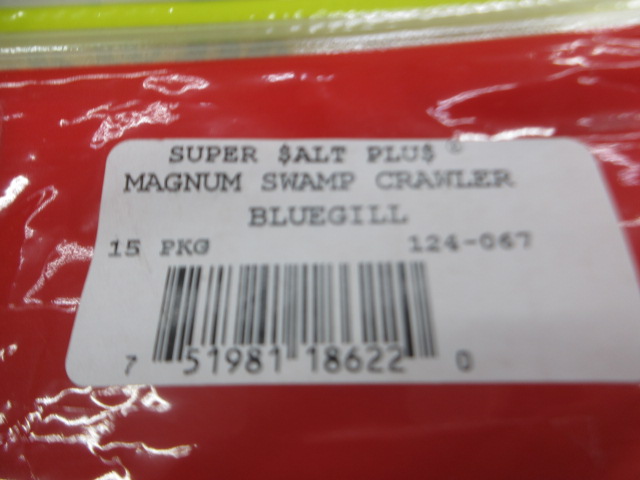 SUPER $ALT PLU$ ©
MAGNUM SWAMP CRAWLER
BLUEGILL
15 PKG 124-067
7 51981 18622 0